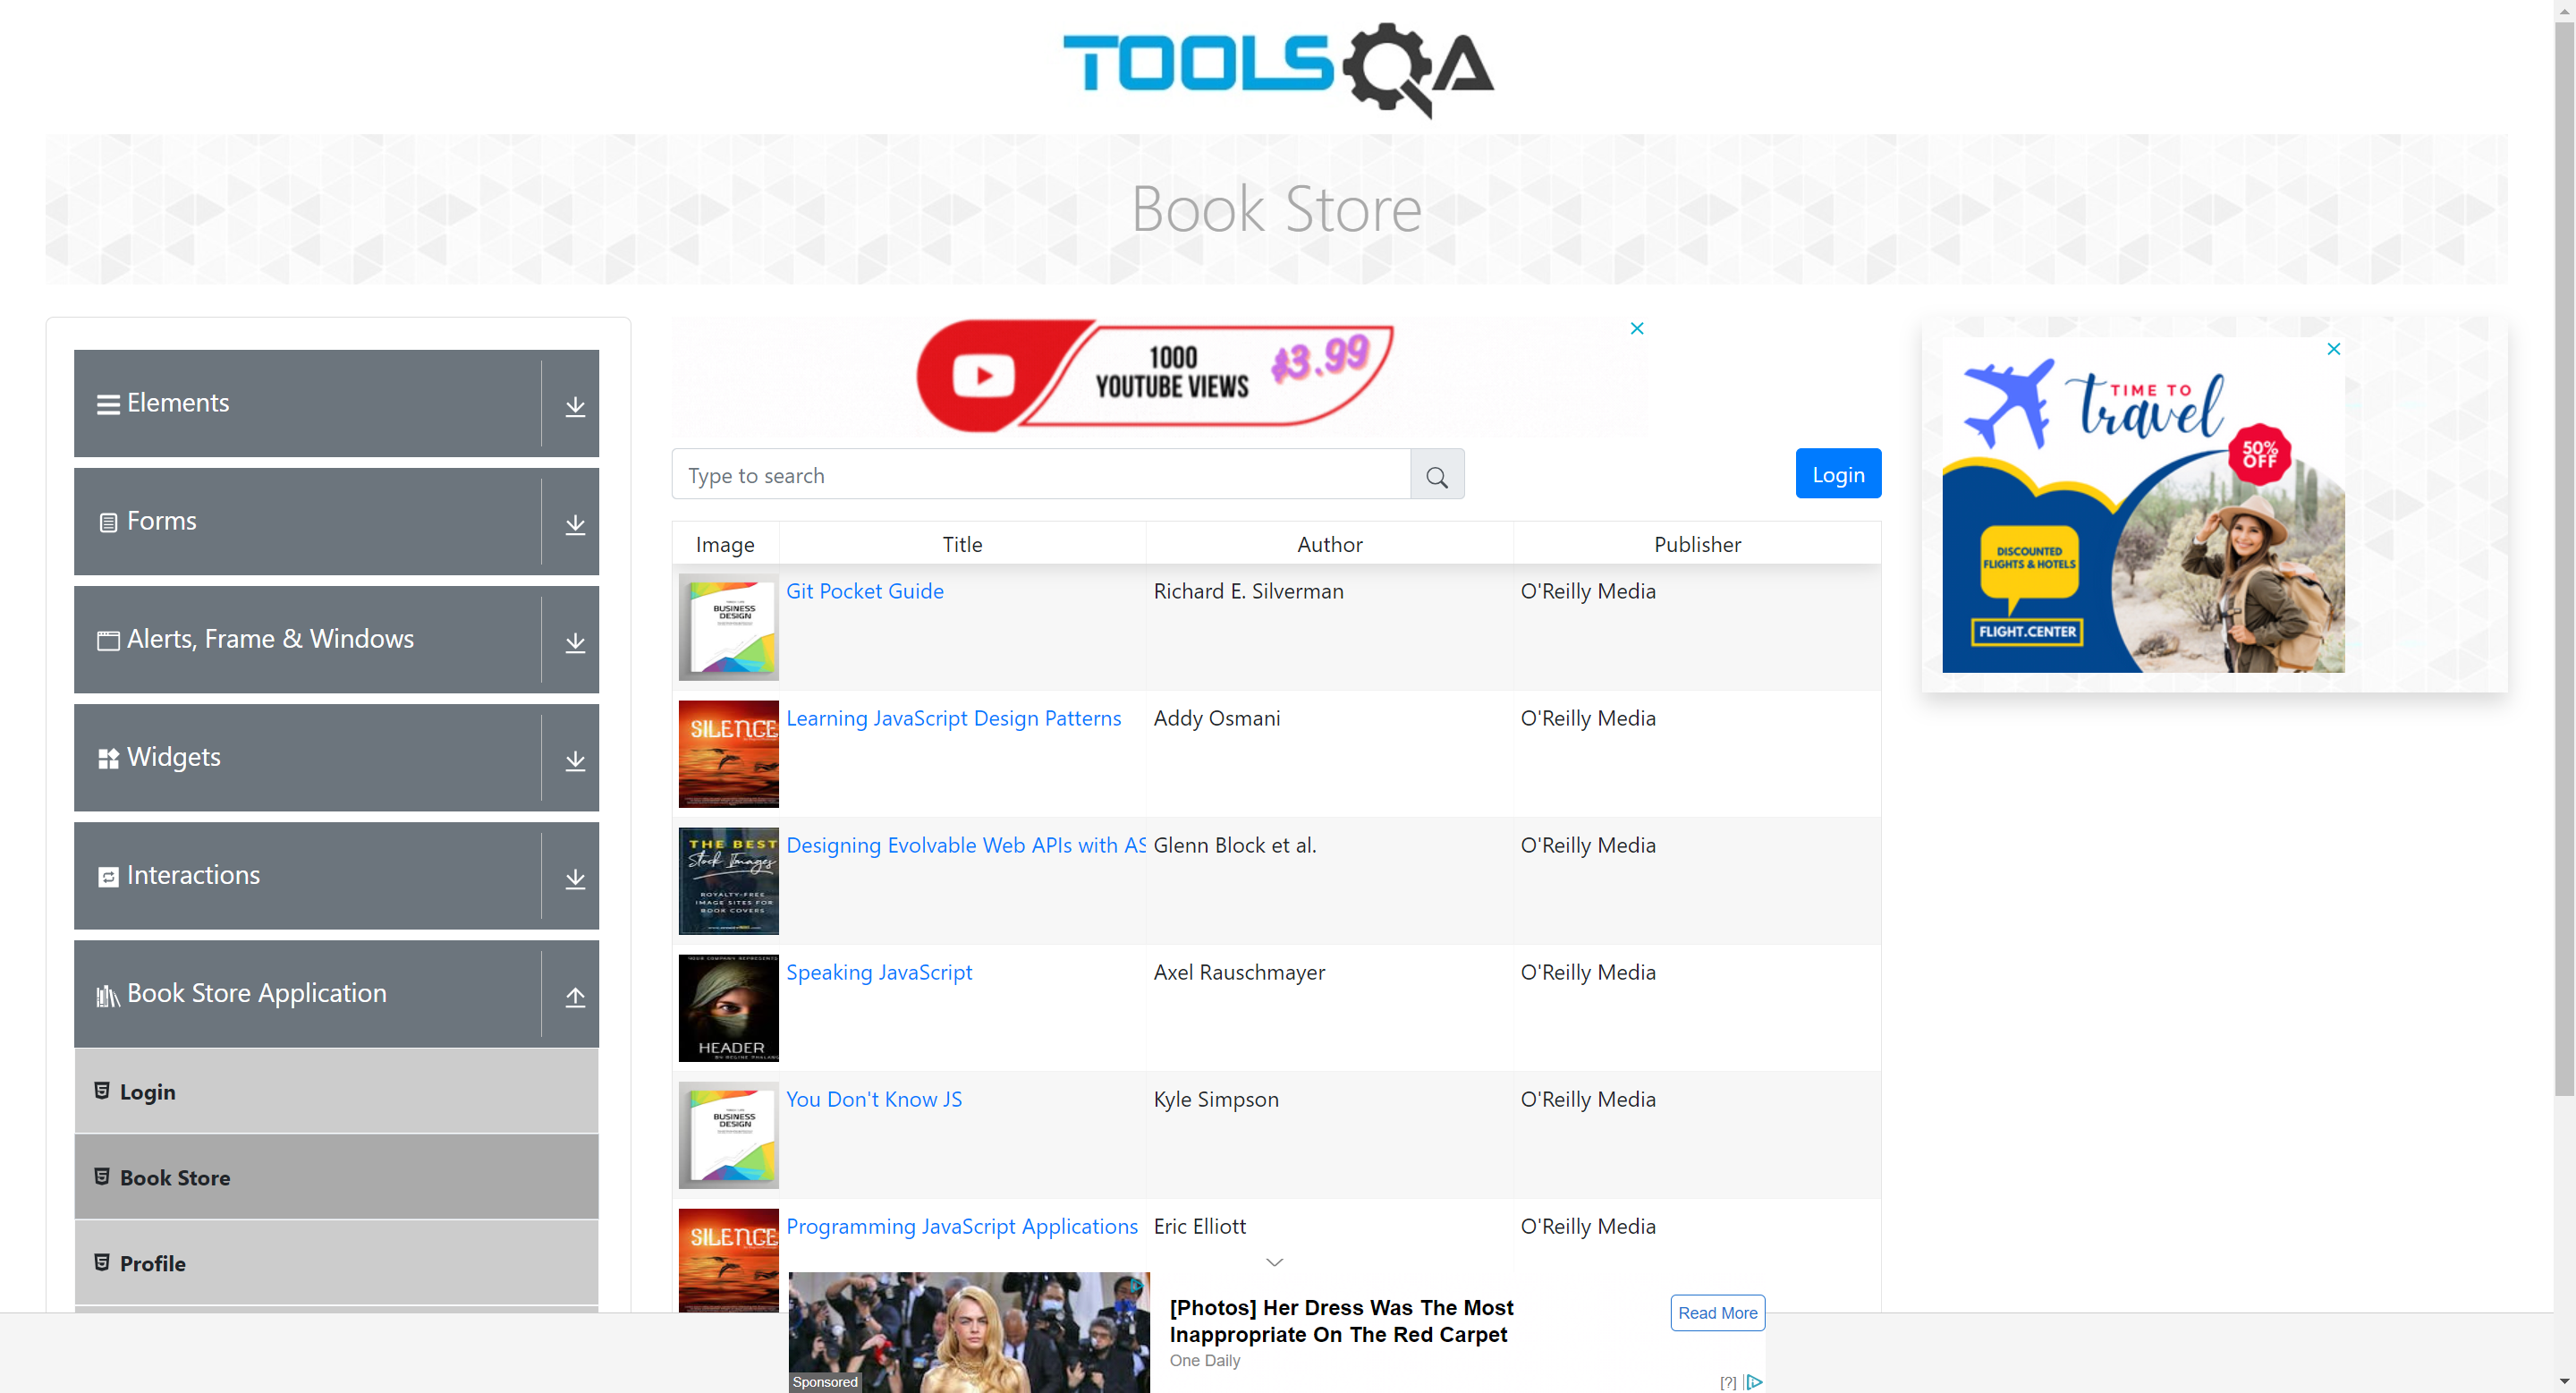 TOOLSQA
Book Store
Elements
Forms
Alerts, Frame & Windows
Widgets
Interactions
Book Store Application
Login
Book Store
Profile
1000
YOUTUBE VIEWS
$3.99
Type to search
Login
Image Title Author Publisher
BUSINESS
DESIGN
Git Pocket Guide Richard E. Silverman O'Reilly Media
SILENCE
Learning JavaScript Design Patterns Addy Osmani O'Reilly Media
THE BEST
Stock Images
ROYALTY-FREE
IMAGE SITES FOR
BOOK COVERS
Designing Evolvable Web APIs with AS Glenn Block et al. O'Reilly Media
HEADER
Speaking JavaScript Axel Rauschmayer O'Reilly Media
BUSINESS
DESIGN
You Don't Know JS Kyle Simpson O'Reilly Media
SILENCE
Programming JavaScript Applications Eric Elliott O'Reilly Media
TIME TO
travel
50%
OFF
DISCOUNTED
FLIGHTS & HOTELS
FLIGHT.CENTER
Sponsored
[Photos] Her Dress Was The Most
Inappropriate On The Red Carpet
One Daily
Read More
[?]